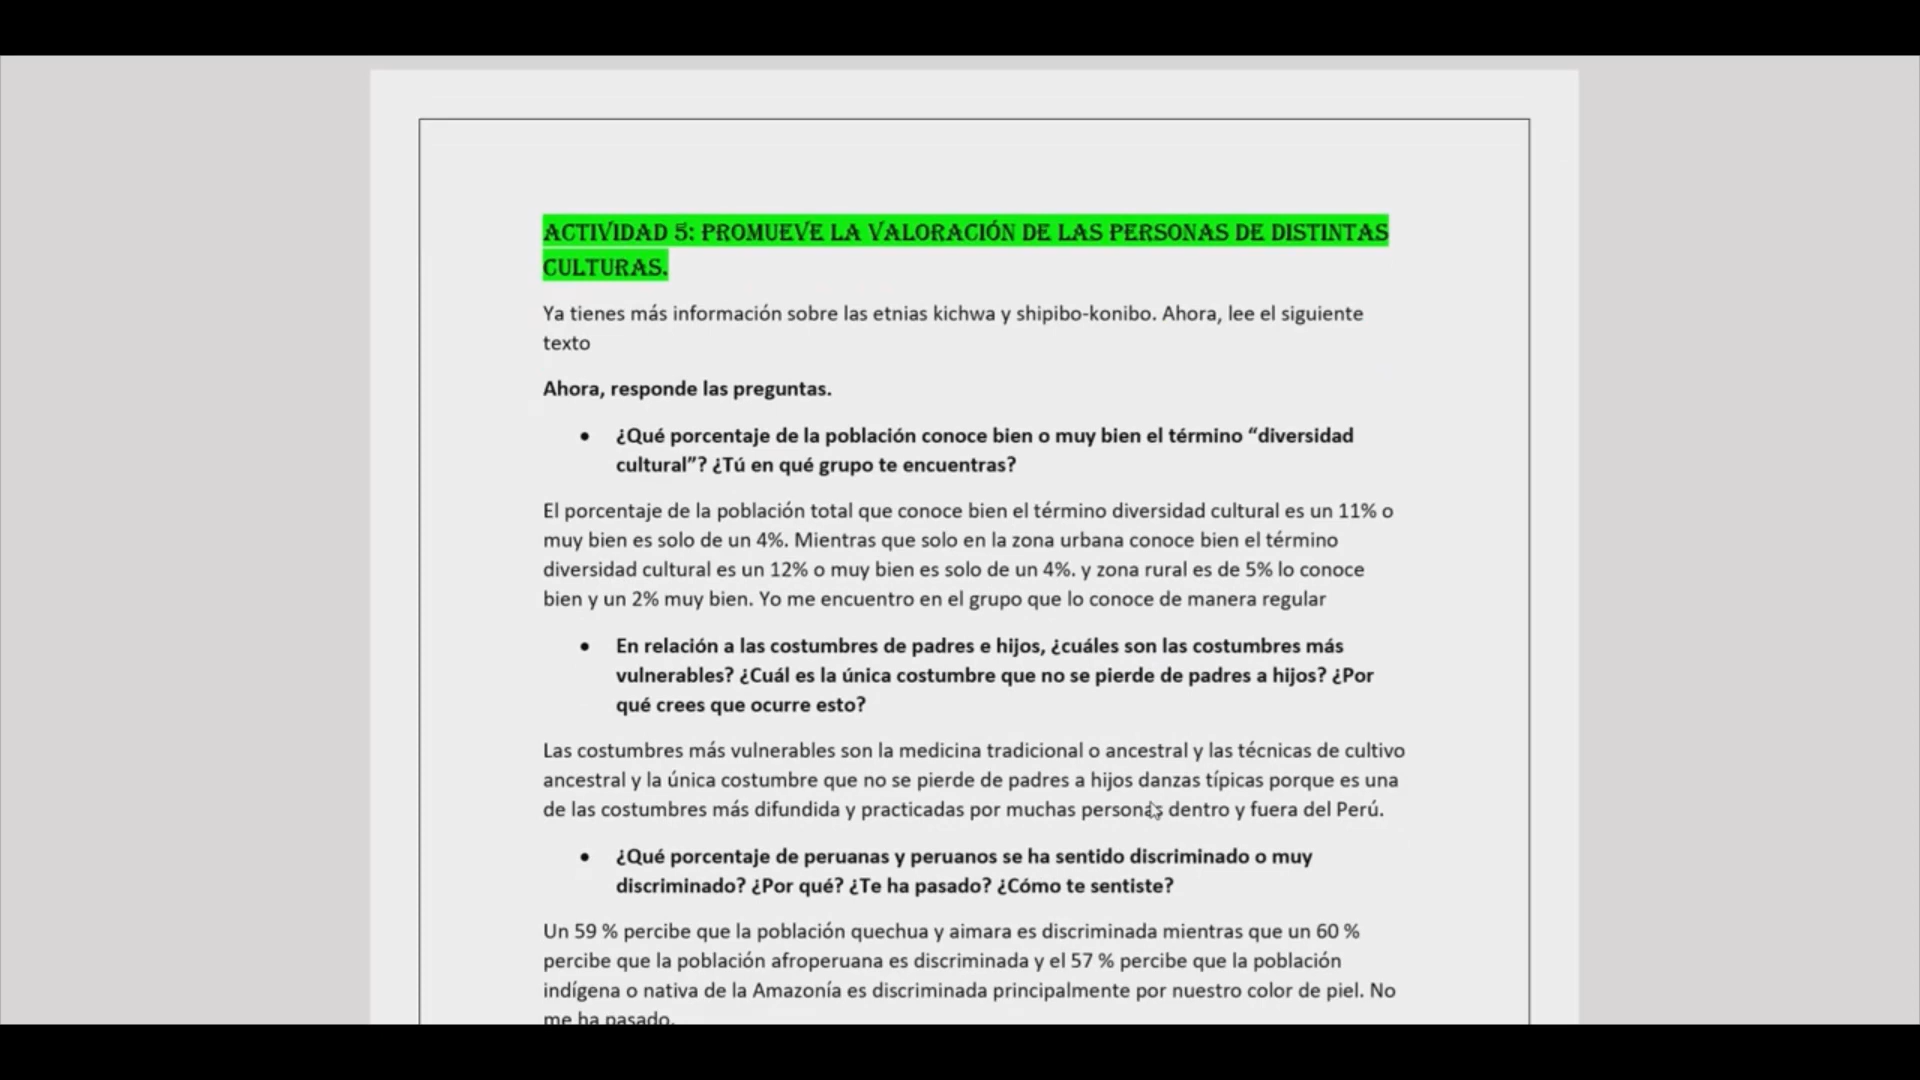 ACTIVIDAD 5: PROMUEVE LA VALORACIÓN DE LAS PERSONAS DE DISTINTAS
CULTURAS.
Ya tienes más información sobre las etnias kichwa y shipibo-konibo. Ahora, lee el siguiente
texto
Ahora, responde las preguntas.
• ¿Qué porcentaje de la población conoce bien o muy bien el término “diversidad
cultural”? ¿Tú en qué grupo te encuentras?
El porcentaje de la población total que conoce bien el término diversidad cultural es un 11% o
muy bien es solo de un 4%. Mientras que solo en la zona urbana conoce bien el término
diversidad cultural es un 12% o muy bien es solo de un 4%. y zona rural es de 5% lo conoce
bien y un 2% muy bien. Yo me encuentro en el grupo que lo conoce de manera regular
• En relación a las costumbres de padres e hijos, ¿cuáles son las costumbres más
vulnerables? ¿Cuál es la única costumbre que no se pierde de padres a hijos? ¿Por
qué crees que ocurre esto?
Las costumbres más vulnerables son la medicina tradicional o ancestral y las técnicas de cultivo
ancestral y la única costumbre que no se pierde de padres a hijos danzas típicas porque es una
de las costumbres más difundida y practicadas por muchas personas dentro y fuera del Perú.
• ¿Qué porcentaje de peruanas y peruanos se ha sentido discriminado o muy
discriminado? ¿Por qué? ¿Te ha pasado? ¿Cómo te sentiste?
Un 59 % percibe que la población quechua y aimara es discriminada mientras que un 60 %
percibe que la población afroperuana es discriminada y el 57 % percibe que la población
indígena o nativa de la Amazonía es discriminada principalmente por nuestro color de piel. No
me ha pasado.